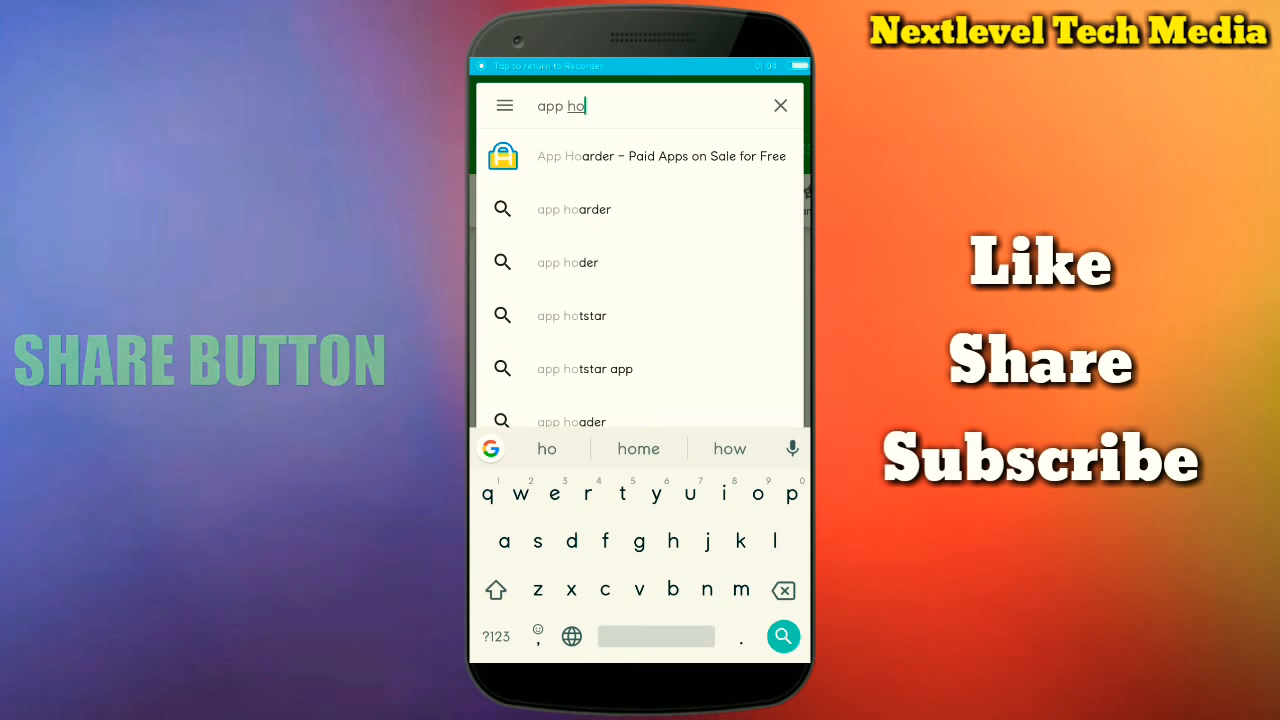 Nextlevel Tech Media
Tap to return to Recorder 01:04
app ho
App Hoarder – Paid Apps on Sale for Free
app hoarder
app hoder
app hotstar
app hotstar app
app hoader
ho home how
1 2 3 4 5 6 7 8 9 0
q w e r t y u i o p
a s d f g h j k l
z x c v b n m
?123 , .
SHARE BUTTON
Like
Share
Subscribe